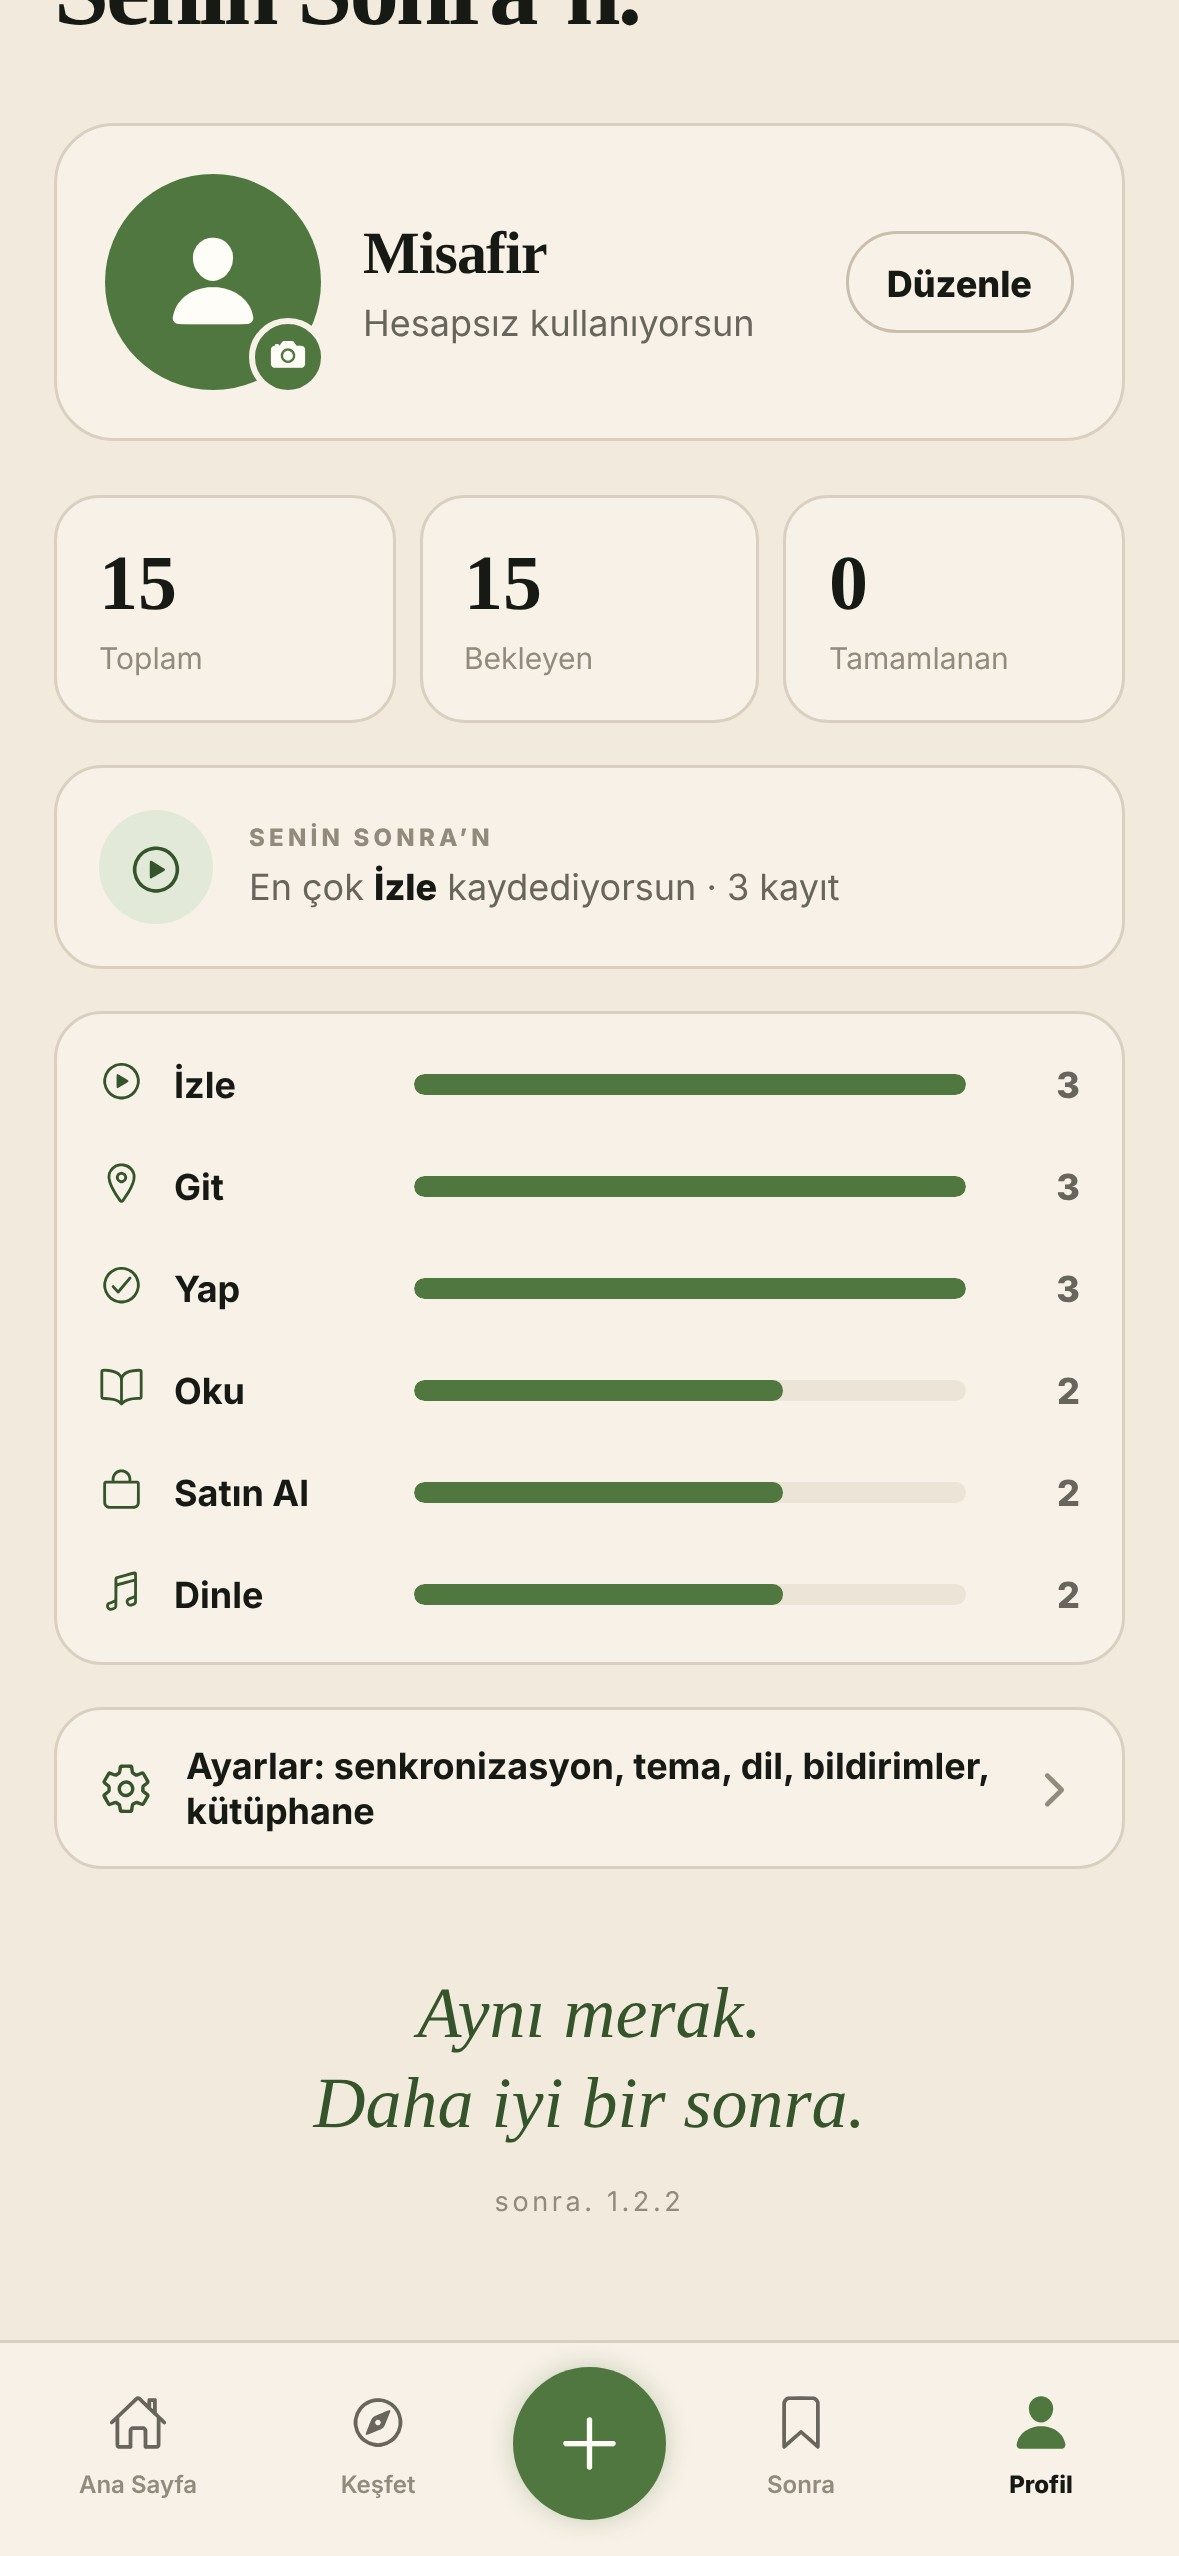 Senin Sonra'n.
Misafir
Hesapsız kullanıyorsun
Düzenle
15
Toplam
15
Bekleyen
0
Tamamlanan
SENİN SONRA’N
En çok İzle kaydediyorsun · 3 kayıt
İzle 3
Git 3
Yap 3
Oku 2
Satın Al 2
Dinle 2
Ayarlar: senkronizasyon, tema, dil, bildirimler,
kütüphane
Aynı merak.
Daha iyi bir sonra.
sonra. 1.2.2
Ana Sayfa
Keşfet
Sonra
Profil